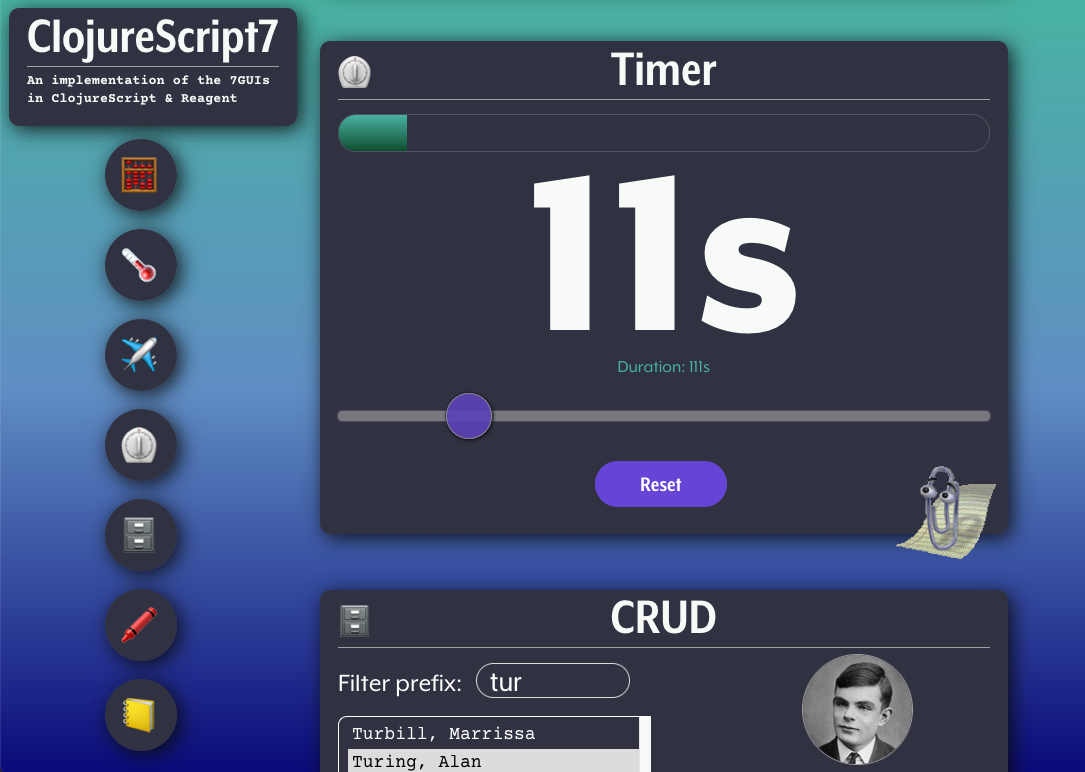 ClojureScript7
An implementation of the 7GUIs
in ClojureScript & Reagent
Timer
11s
Duration: 111s
Reset
CRUD
Filter prefix: tur
Turbill, Marrissa
Turing, Alan